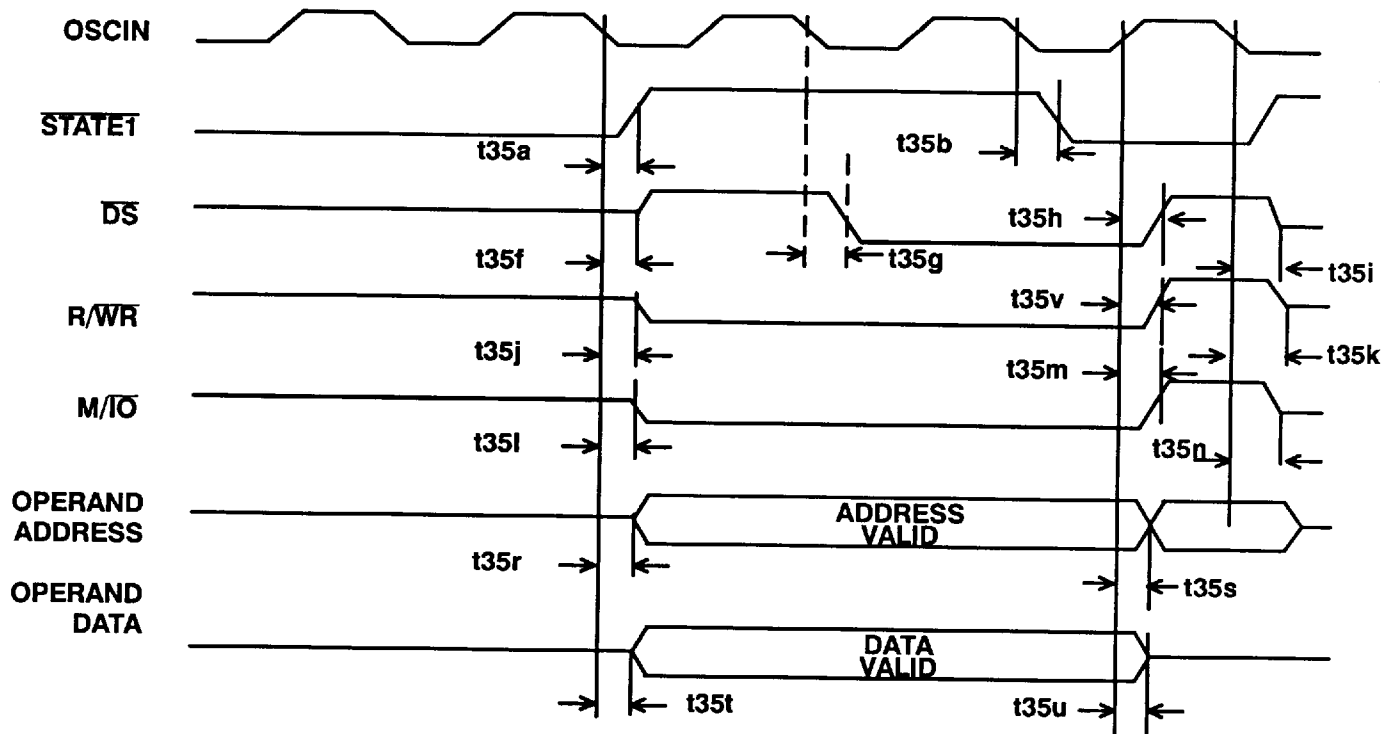 OSCIN
STATE1
t35a
t35b
DS
t35f
t35g
t35h
t35i
R/WR
t35v
t35j
t35k
t35m
M/IO
t35l
t35n
OPERAND
ADDRESS
ADDRESS
VALID
t35r
t35s
OPERAND
DATA
DATA
VALID
t35t
t35u